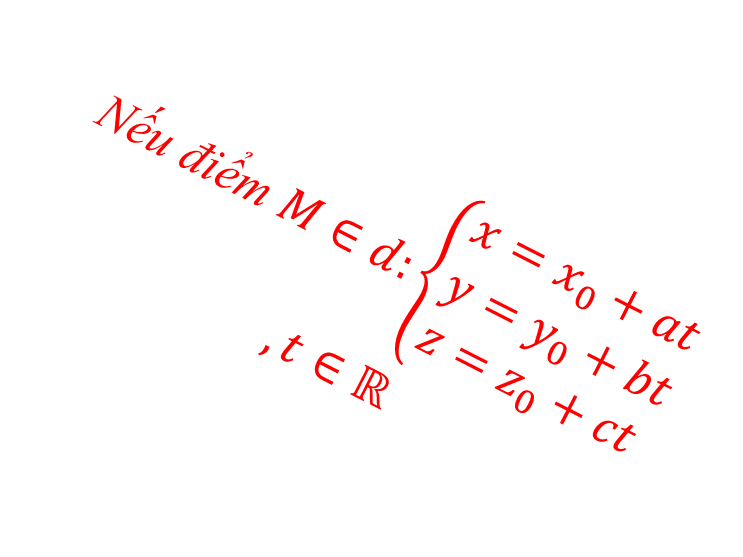 Nếu điểm M ∈ d: { x = x₀ + at
y = y₀ + bt
z = z₀ + ct
, t ∈ ℝ